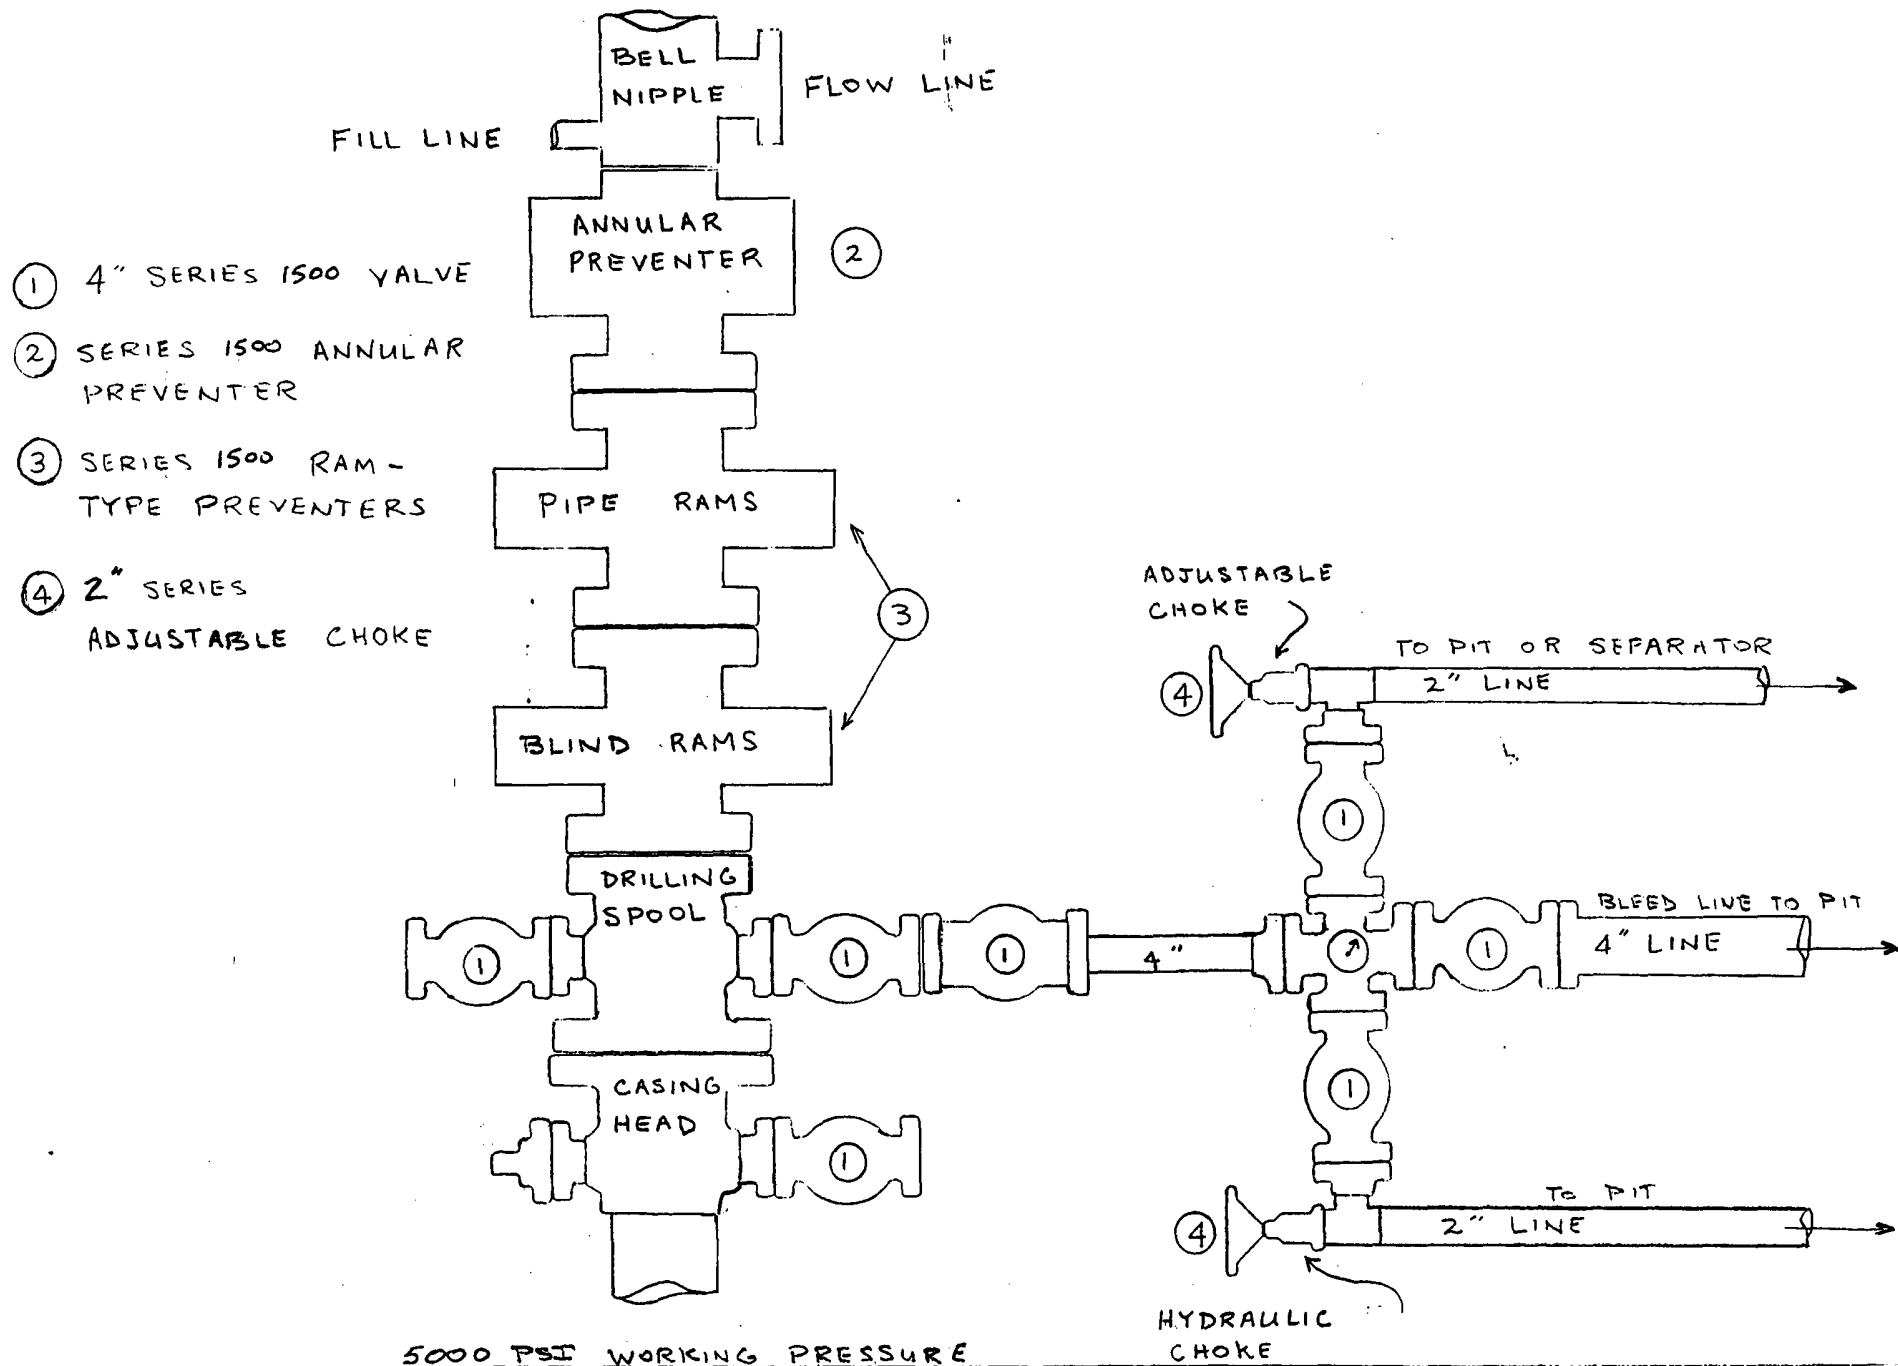 BELL
NIPPLE
FLOW LINE
FILL LINE
ANNULAR
PREVENTER
2
1 4" SERIES 1500 VALVE
2 SERIES 1500 ANNULAR
PREVENTER
3 SERIES 1500 RAM-
TYPE PREVENTERS
4 2" SERIES
ADJUSTABLE CHOKE
PIPE RAMS
3
BLIND RAMS
ADJUSTABLE
CHOKE
4
TO PIT OR SEPARATOR
2" LINE
1
DRILLING
SPOOL
1
1
1
4"
1
BLEED LINE TO PIT
4" LINE
CASING
HEAD
1
1
TO PIT
2" LINE
4
HYDRAULIC
CHOKE
5000 PSI WORKING PRESSURE